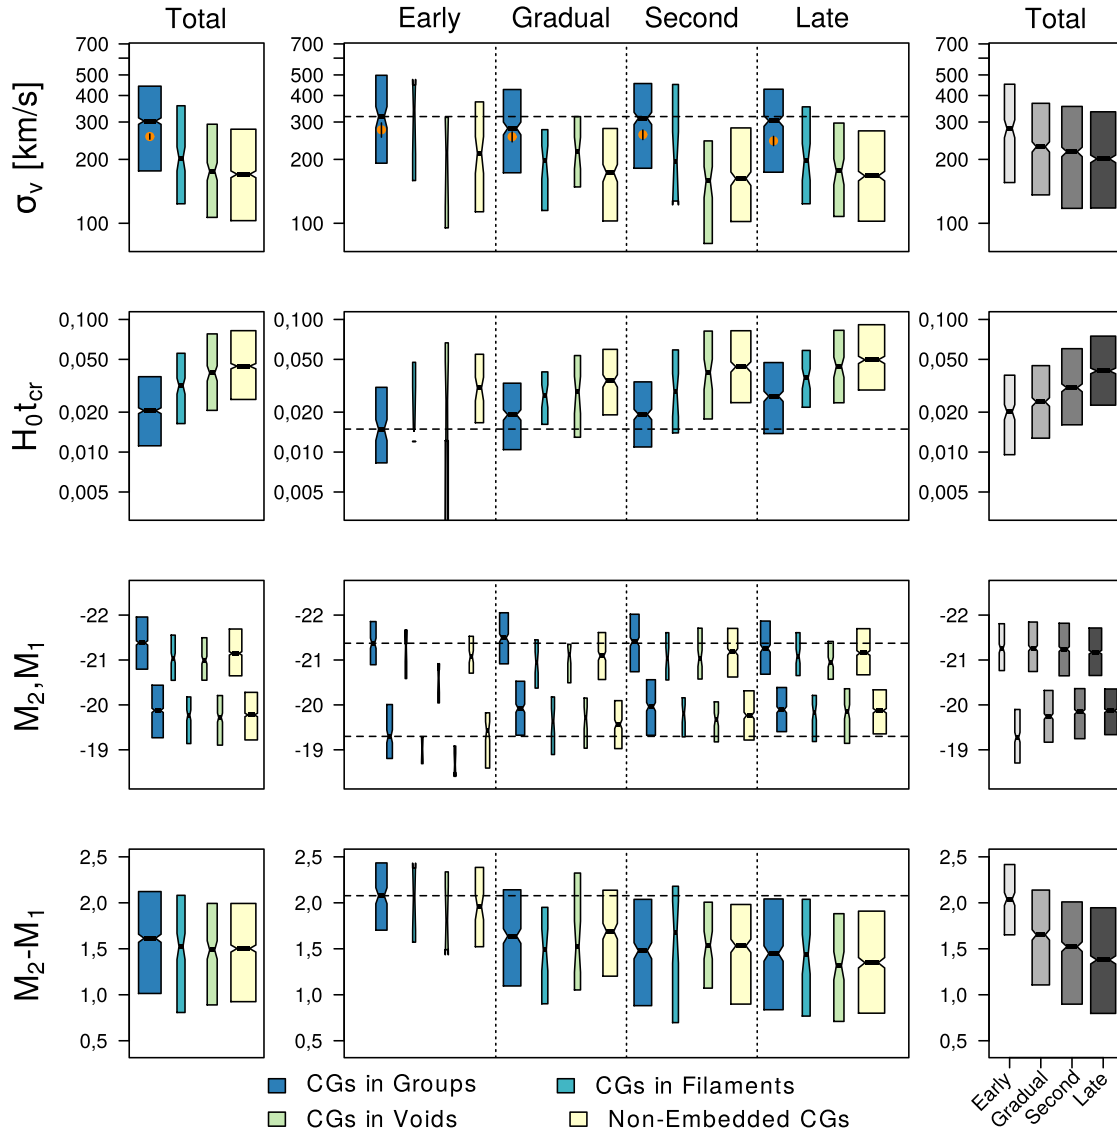 Total Early Gradual Second Late Total
σv [km/s]
700 700 700
500 500 500
400 400 400
300 300 300
200 200 200
100 100 100
H0tcr
0,100 0,100 0,100
0,050 0,050 0,050
0,020 0,020 0,020
0,010 0,010 0,010
0,005 0,005 0,005
M2,M1
-22 -22 -22
-21 -21 -21
-20 -20 -20
-19 -19 -19
M2-M1
2,5 2,5 2,5
2,0 2,0 2,0
1,5 1,5 1,5
1,0 1,0 1,0
0,5 0,5 0,5
Early Gradual Second Late
CGs in Groups CGs in Filaments
CGs in Voids Non-Embedded CGs